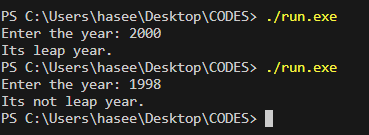 PS C:\Users\hasee\Desktop\CODES> ./run.exe
Enter the year: 2000
Its leap year.
PS C:\Users\hasee\Desktop\CODES> ./run.exe
Enter the year: 1998
Its not leap year.
PS C:\Users\hasee\Desktop\CODES>